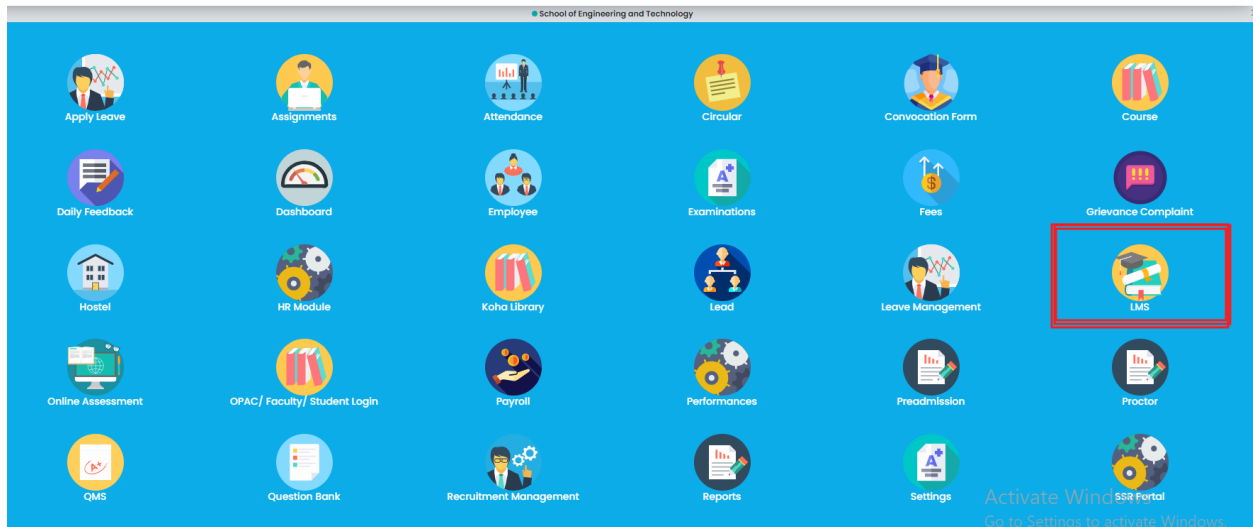 School of Engineering and Technology
Apply Leave Assignments Attendance Circular Convocation Form Course
Daily Feedback Dashboard Employee Examinations Fees Grievance Complaint
Hostel HR Module Koha Library Lead Leave Management LMS
Online Assessment OPAC/ Faculty/ Student Login Payroll Performances Preadmission Proctor
QMS Question Bank Recruitment Management Reports Settings SSR Portal
Activate Windows
Go to Settings to activate Windows.